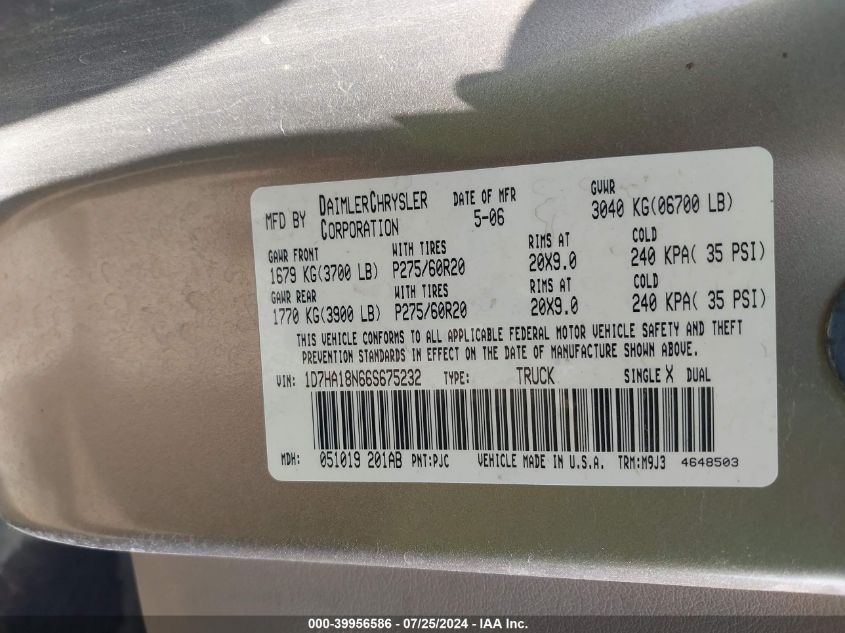 MFD BY DAIMLERCHRYSLER CORPORATION DATE OF MFR 5-06 GVWR 3040 KG(06700 LB)
GAWR FRONT WITH TIRES RIMS AT COLD
1679 KG(3700 LB) P275/60R20 20X9.0 240 KPA( 35 PSI)
GAWR REAR WITH TIRES RIMS AT COLD
1770 KG(3900 LB) P275/60R20 20X9.0 240 KPA( 35 PSI)
THIS VEHICLE CONFORMS TO ALL APPLICABLE FEDERAL MOTOR VEHICLE SAFETY AND THEFT
PREVENTION STANDARDS IN EFFECT ON THE DATE OF MANUFACTURE SHOWN ABOVE.
VIN: 1D7HA18N66S675232 TYPE: TRUCK SINGLE X DUAL
MDH: 051019 201AB PNT:PJC VEHICLE MADE IN U.S.A. TRM:M9J3 4648503
000-39956586 / 07/25/2024 - IAA Inc.